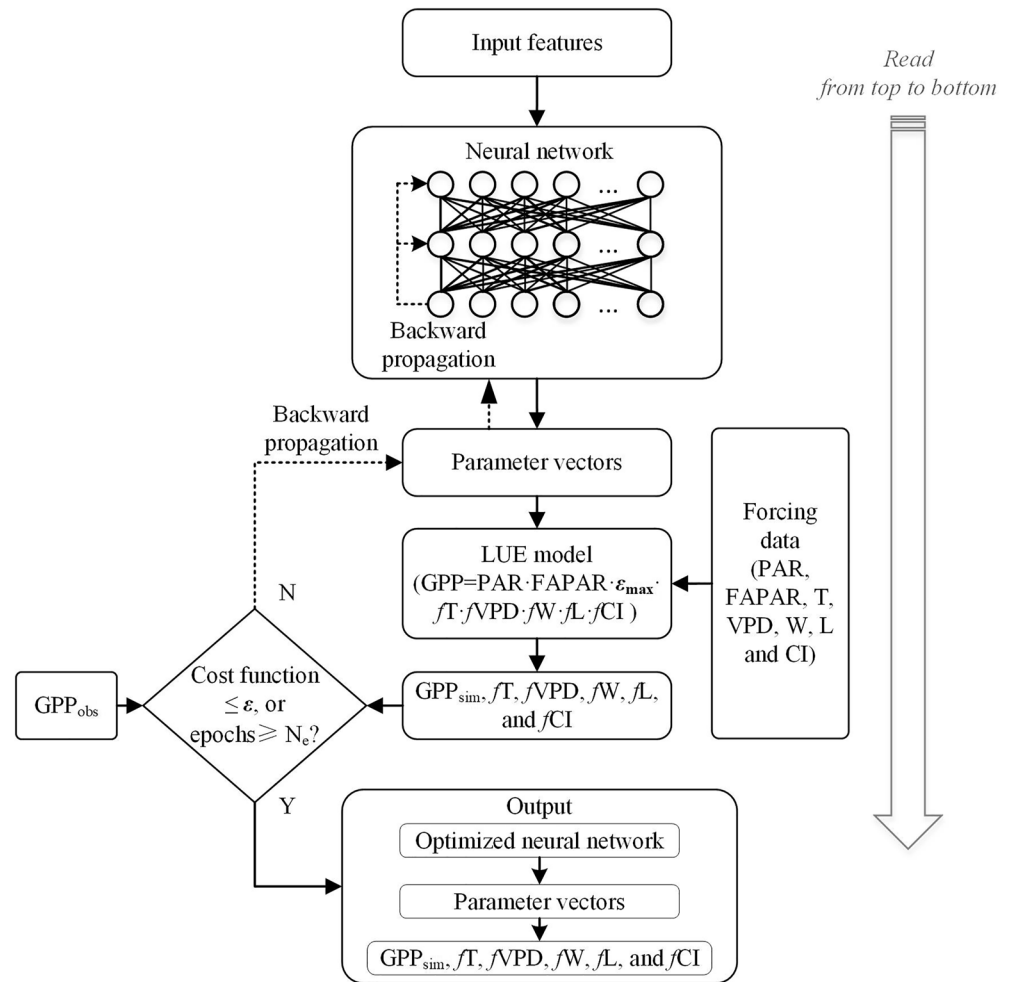 Input features
Read
from top to bottom
Neural network
...
...
...
Backward
propagation
Backward
propagation
Parameter vectors
Forcing
data
(PAR,
FAPAR, T,
VPD, W, L
and CI)
LUE model
(GPP=PAR·FAPAR·εmax·
fT·fVPD·fW·fL·fCI )
N
Cost function
≤ε, or
epochs≥ Ne?
GPPobs
GPPsim, fT, fVPD, fW, fL,
and fCI
Y
Output
Optimized neural network
Parameter vectors
GPPsim, fT, fVPD, fW, fL, and fCI